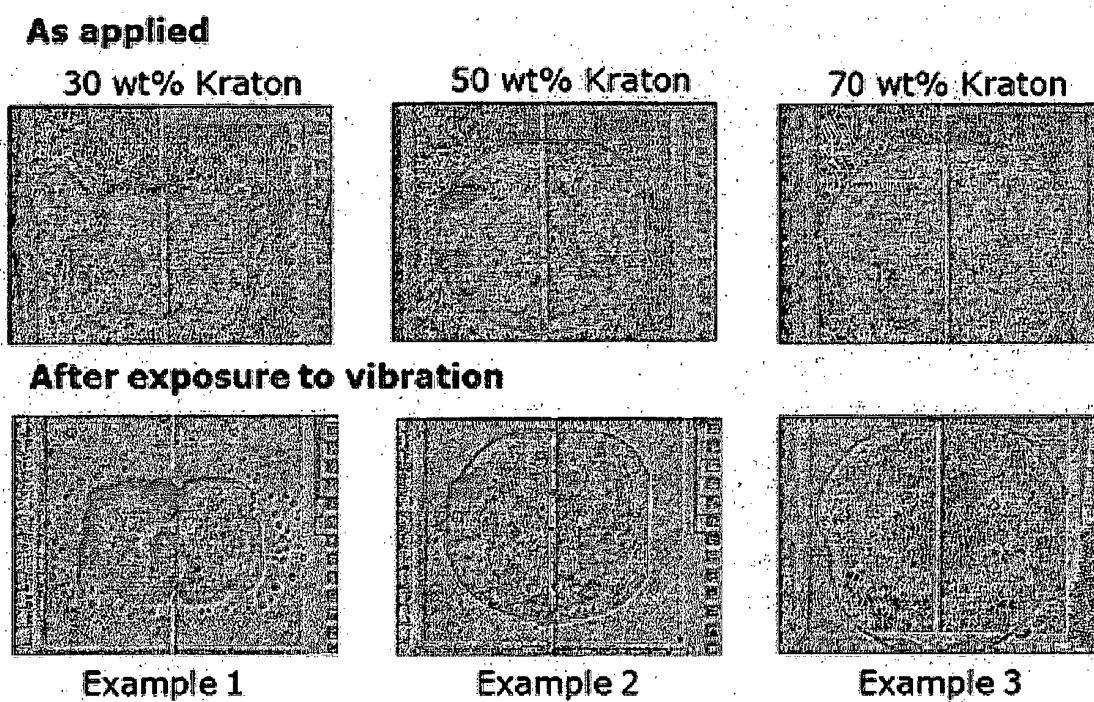 As applied
30 wt% Kraton
50 wt% Kraton
70 wt% Kraton
After exposure to vibration
Example 1
Example 2
Example 3